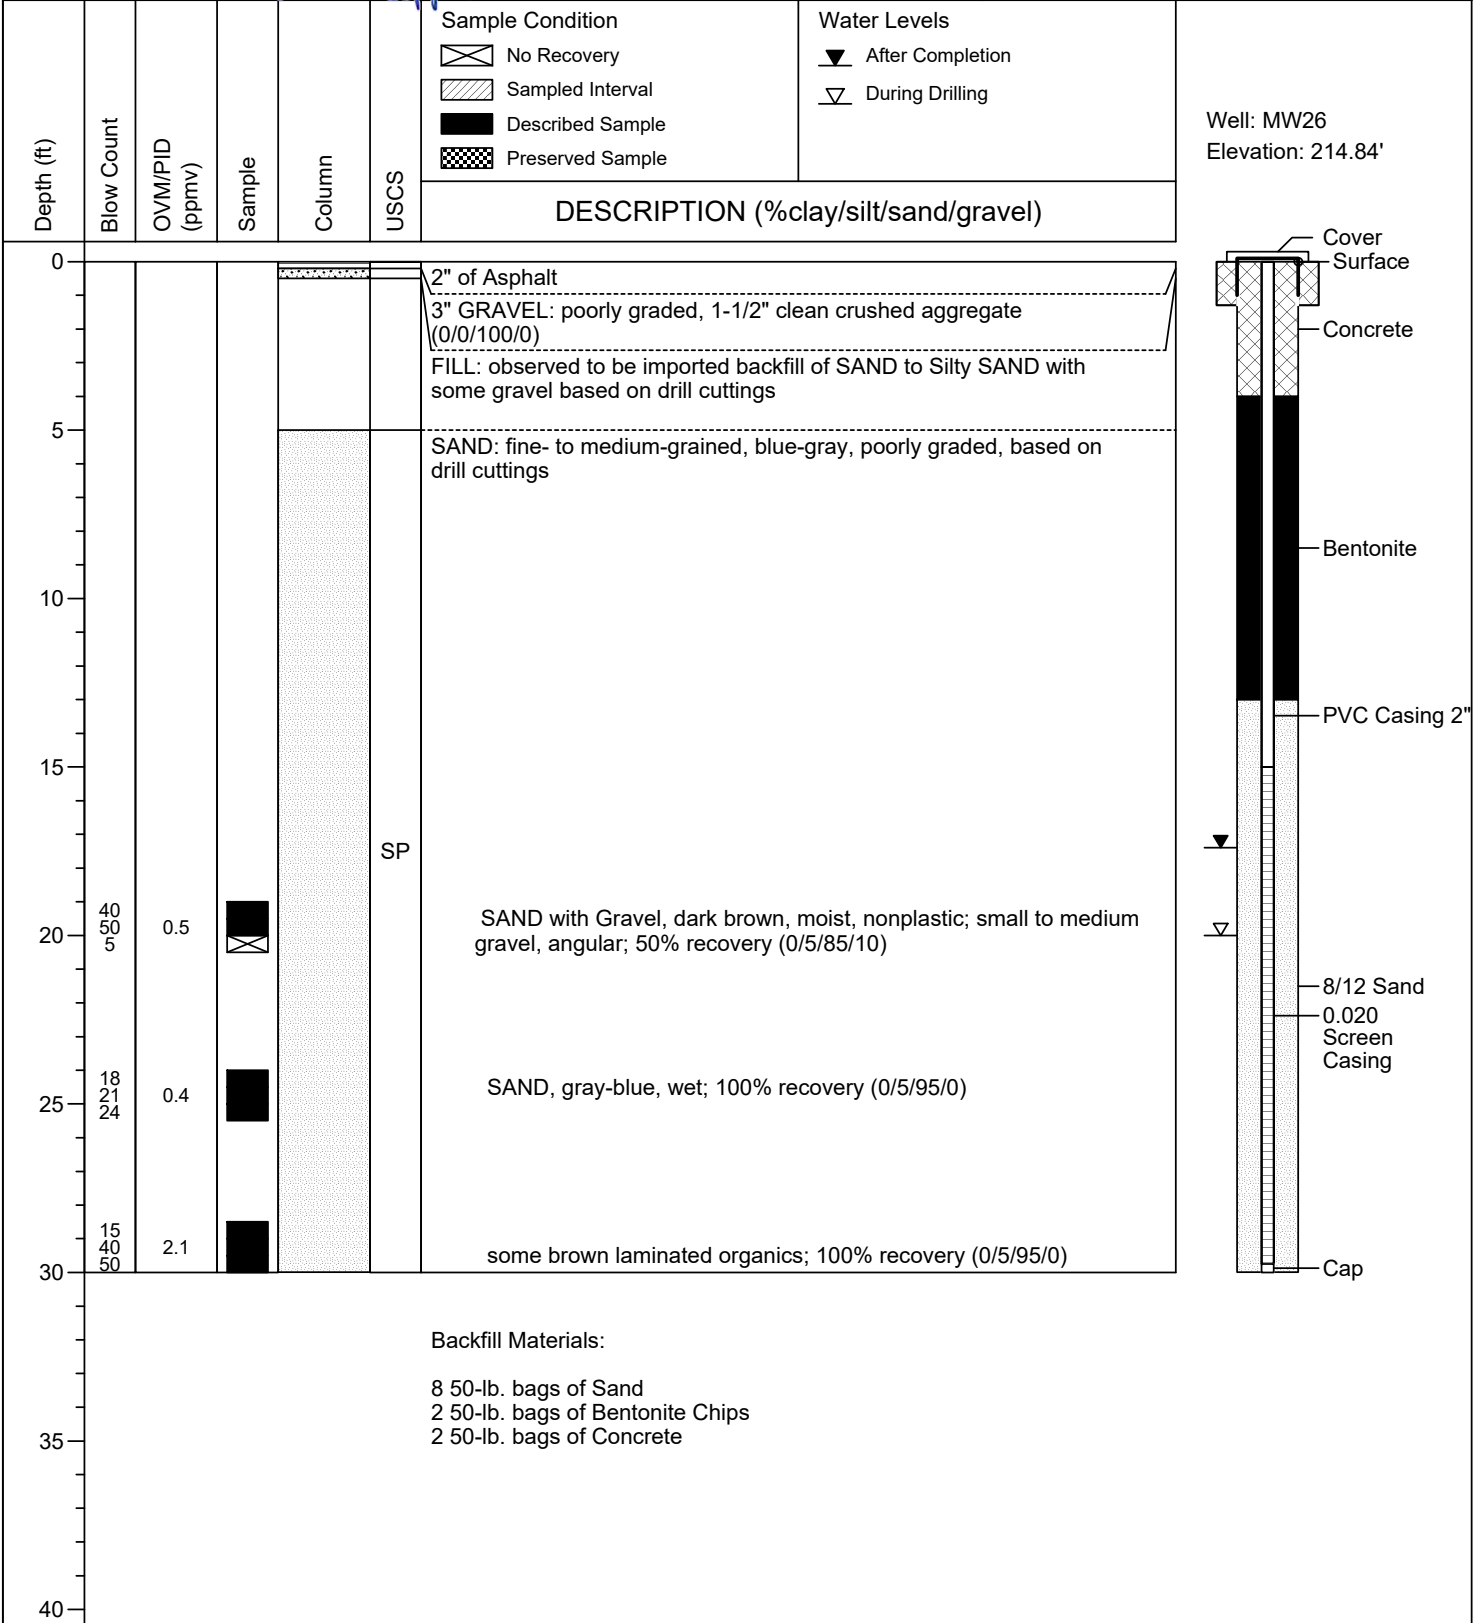 Sample Condition
No Recovery
Sampled Interval
Described Sample
Preserved Sample
Water Levels
After Completion
During Drilling
Well: MW26
Elevation: 214.84'
Depth (ft)
Blow Count
OVM/PID
(ppmv)
Sample
Column
USCS
DESCRIPTION (%clay/silt/sand/gravel)
0
2" of Asphalt
3" GRAVEL: poorly graded, 1-1/2" clean crushed aggregate
(0/0/100/0)
FILL: observed to be imported backfill of SAND to Silty SAND with
some gravel based on drill cuttings
5
SAND: fine- to medium-grained, blue-gray, poorly graded, based on
drill cuttings
10
15
SP
40
50
5
0.5
20
SAND with Gravel, dark brown, moist, nonplastic; small to medium
gravel, angular; 50% recovery (0/5/85/10)
18
21
24
0.4
25
SAND, gray-blue, wet; 100% recovery (0/5/95/0)
15
40
50
2.1
some brown laminated organics; 100% recovery (0/5/95/0)
30
Cover
Surface
Concrete
Bentonite
PVC Casing 2"
8/12 Sand
0.020
Screen
Casing
Cap
Backfill Materials:
8 50-lb. bags of Sand
2 50-lb. bags of Bentonite Chips
2 50-lb. bags of Concrete
35
40